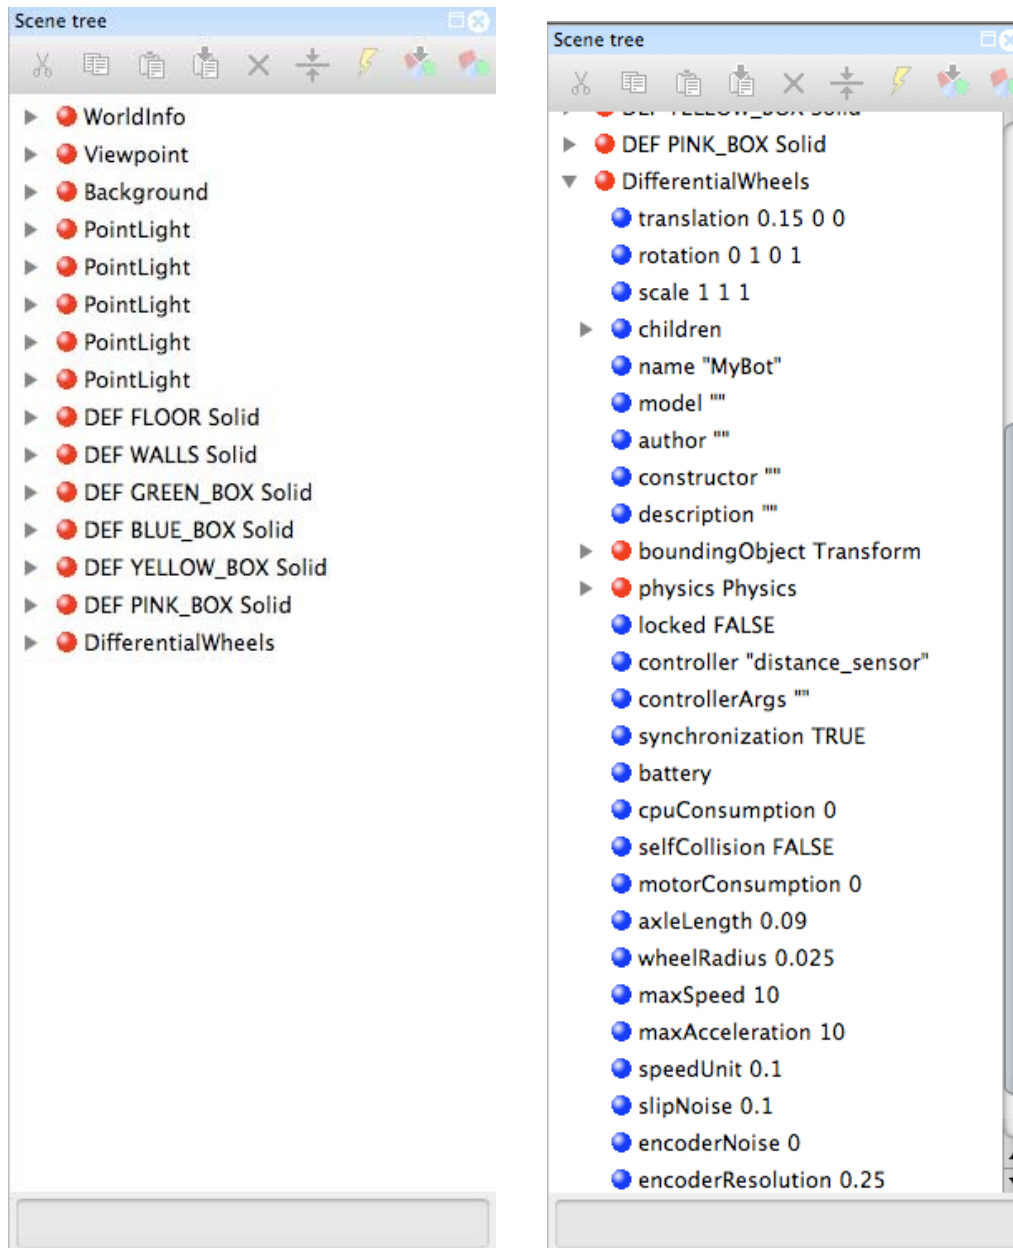 Scene tree
WorldInfo
Viewpoint
Background
PointLight
PointLight
PointLight
PointLight
PointLight
DEF FLOOR Solid
DEF WALLS Solid
DEF GREEN_BOX Solid
DEF BLUE_BOX Solid
DEF YELLOW_BOX Solid
DEF PINK_BOX Solid
DifferentialWheels
Scene tree
DEF YELLOW_BOX Solid
DEF PINK_BOX Solid
DifferentialWheels
translation 0.15 0 0
rotation 0 1 0 1
scale 1 1 1
children
name "MyBot"
model ""
author ""
constructor ""
description ""
boundingObject Transform
physics Physics
locked FALSE
controller "distance_sensor"
controllerArgs ""
synchronization TRUE
battery
cpuConsumption 0
selfCollision FALSE
motorConsumption 0
axleLength 0.09
wheelRadius 0.025
maxSpeed 10
maxAcceleration 10
speedUnit 0.1
slipNoise 0.1
encoderNoise 0
encoderResolution 0.25